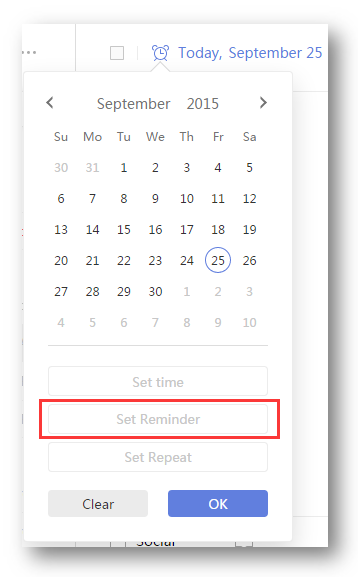 Today, September 25
September 2015
Su Mo Tu We Th Fr Sa
30 31 1 2 3 4 5
6 7 8 9 10 11 12
13 14 15 16 17 18 19
20 21 22 23 24 25 26
27 28 29 30 1 2 3
4 5 6 7 8 9 10
Set time
Set Reminder
Set Repeat
Clear OK
Social